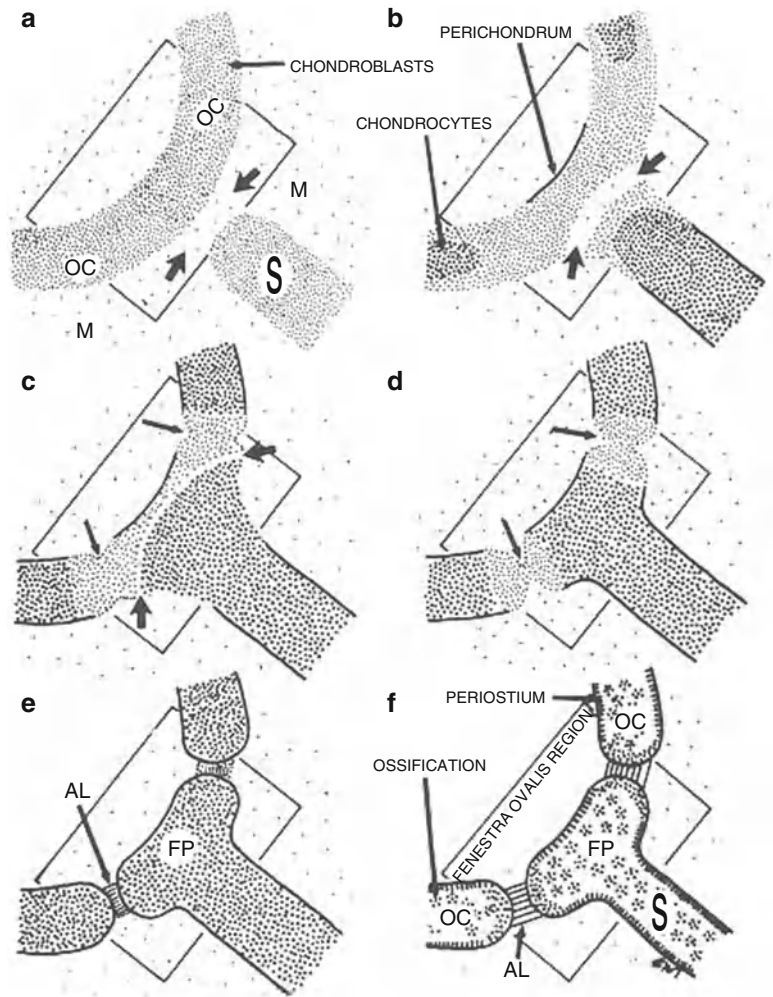 a
CHONDROBLASTS
OC
M
OC
S
M
b
PERICHONDRUM
CHONDROCYTES
c
d
e
AL
FP
f
PERIOSTIUM
OC
OSSIFICATION
FENESTRA OVALIS REGION
FP
OC
S
AL